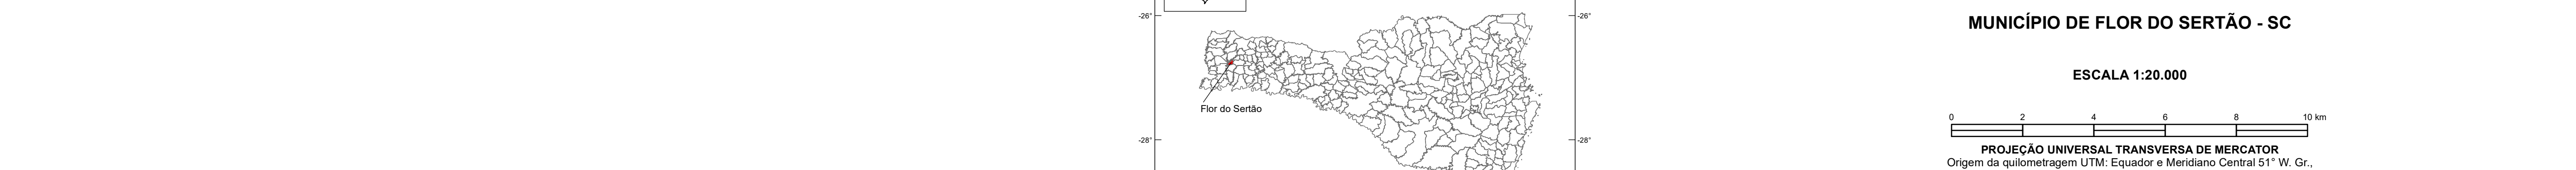 -26°
-26°
Flor do Sertão
-28°
-28°
MUNICÍPIO DE FLOR DO SERTÃO - SC
ESCALA 1:20.000
0 2 4 6 8 10 km
PROJEÇÃO UNIVERSAL TRANSVERSA DE MERCATOR
Origem da quilometragem UTM: Equador e Meridiano Central 51° W. Gr.,